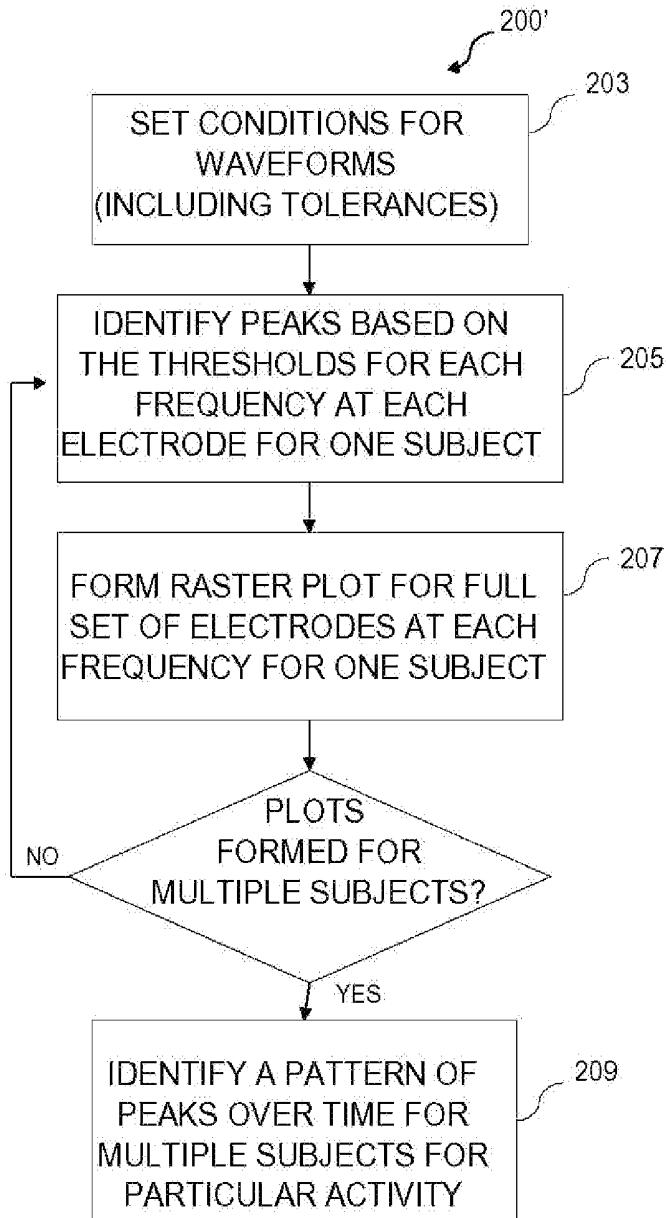 200'
203
SET CONDITIONS FOR
WAVEFORMS
(INCLUDING TOLERANCES)
IDENTIFY PEAKS BASED ON
THE THRESHOLDS FOR EACH
FREQUENCY AT EACH
ELECTRODE FOR ONE SUBJECT
205
207
FORM RASTER PLOT FOR FULL
SET OF ELECTRODES AT EACH
FREQUENCY FOR ONE SUBJECT
PLOTS
FORMED FOR
MULTIPLE SUBJECTS?
NO
YES
209
IDENTIFY A PATTERN OF
PEAKS OVER TIME FOR
MULTIPLE SUBJECTS FOR
PARTICULAR ACTIVITY